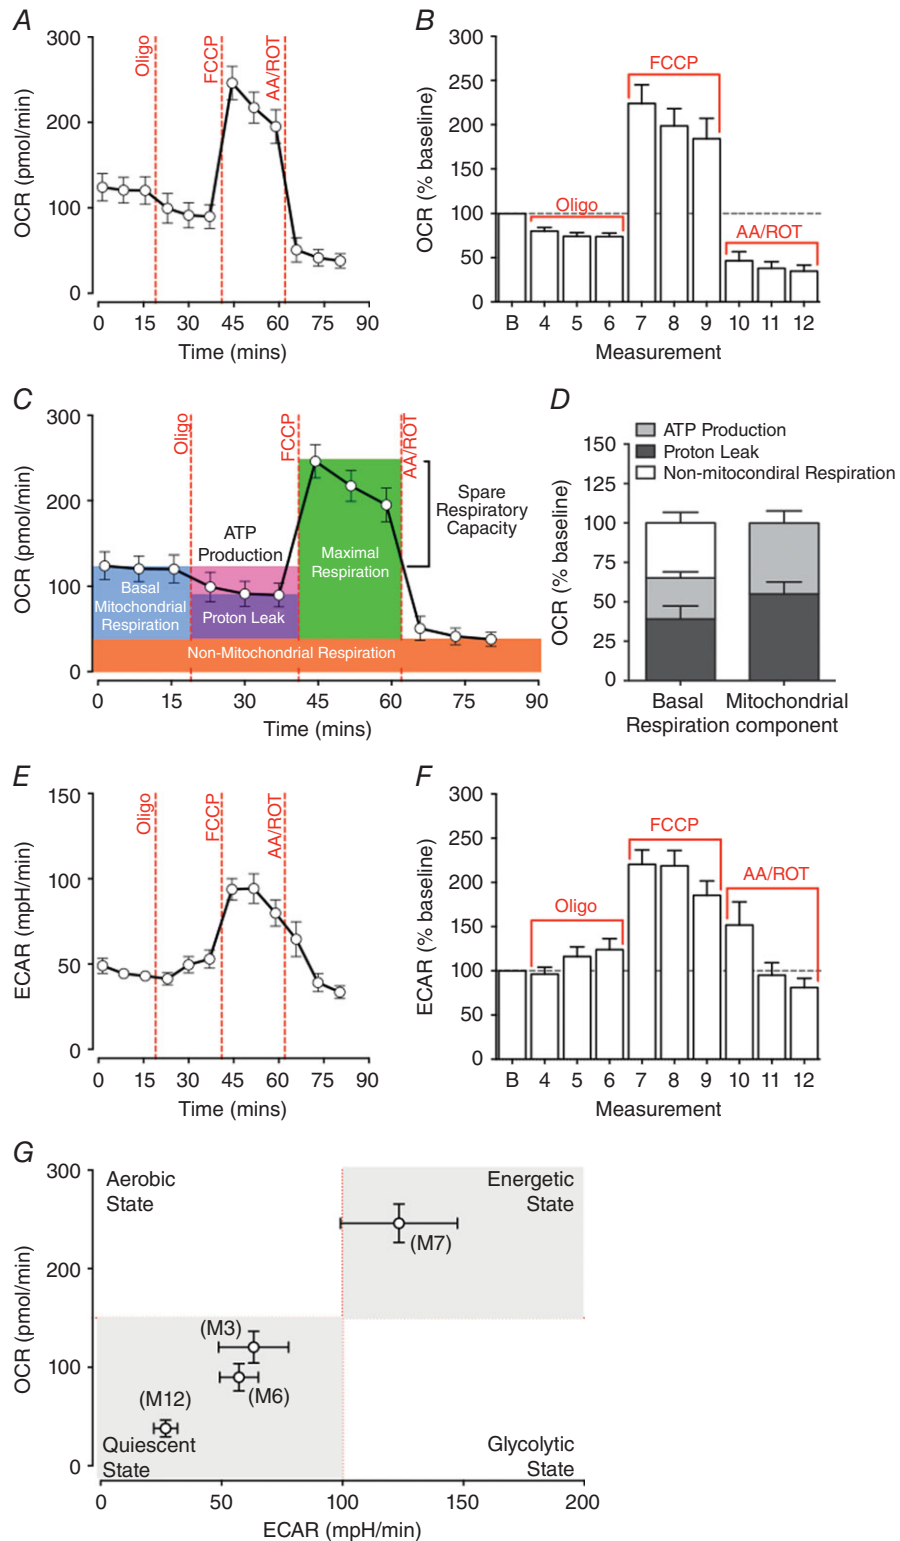 A
300
200
100
0
OCR (pmol/min)
Oligo
FCCP
AA/ROT
0 15 30 45 60 75 90
Time (mins)
B
300
250
200
150
100
50
0
OCR (% baseline)
Oligo
FCCP
AA/ROT
B 4 5 6 7 8 9 10 11 12
Measurement
C
300
200
100
0
OCR (pmol/min)
Oligo
FCCP
AA/ROT
Spare
Respiratory
Capacity
ATP
Production
Maximal
Respiration
Basal
Mitochondrial
Respiration
Proton Leak
Non-Mitochondrial Respiration
0 15 30 45 60 75 90
Time (mins)
D
ATP Production
Proton Leak
Non-mitocondiral Respiration
150
125
100
75
50
25
0
OCR (% baseline)
Basal Mitochondrial
Respiration component
E
150
100
50
0
ECAR (mpH/min)
Oligo
FCCP
AA/ROT
0 15 30 45 60 75 90
Time (mins)
F
300
250
200
150
100
50
0
ECAR (% baseline)
Oligo
FCCP
AA/ROT
B 4 5 6 7 8 9 10 11 12
Measurement
G
300
200
100
0
OCR (pmol/min)
Aerobic
State
Energetic
State
(M7)
(M3)
(M6)
(M12)
Quiescent
State
Glycolytic
State
0 50 100 150 200
ECAR (mpH/min)